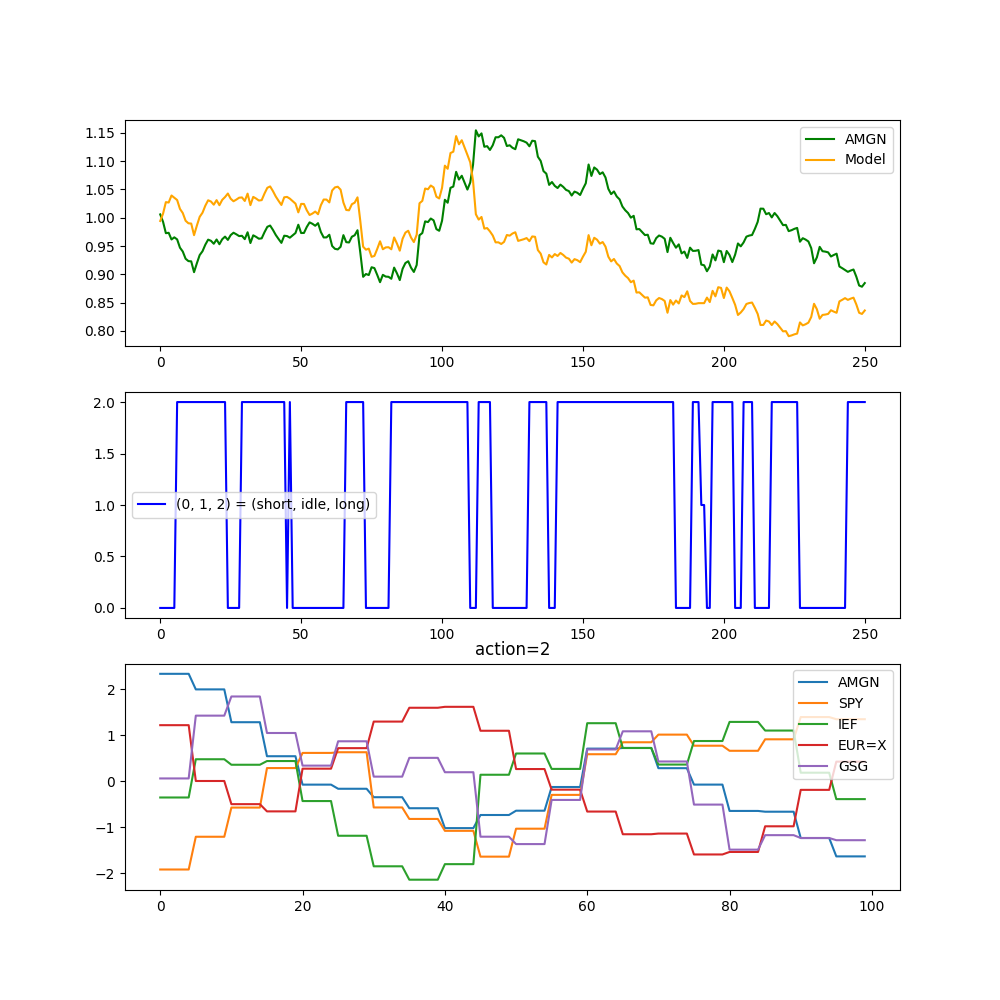 1.15
1.10
1.05
1.00
0.95
0.90
0.85
0.80
AMGN
Model
0 50 100 150 200 250
2.0
1.5
1.0
0.5
0.0
(0, 1, 2) = (short, idle, long)
0 50 100 150 200 250
action=2
2
1
0
−1
−2
AMGN
SPY
IEF
EUR=X
GSG
0 20 40 60 80 100